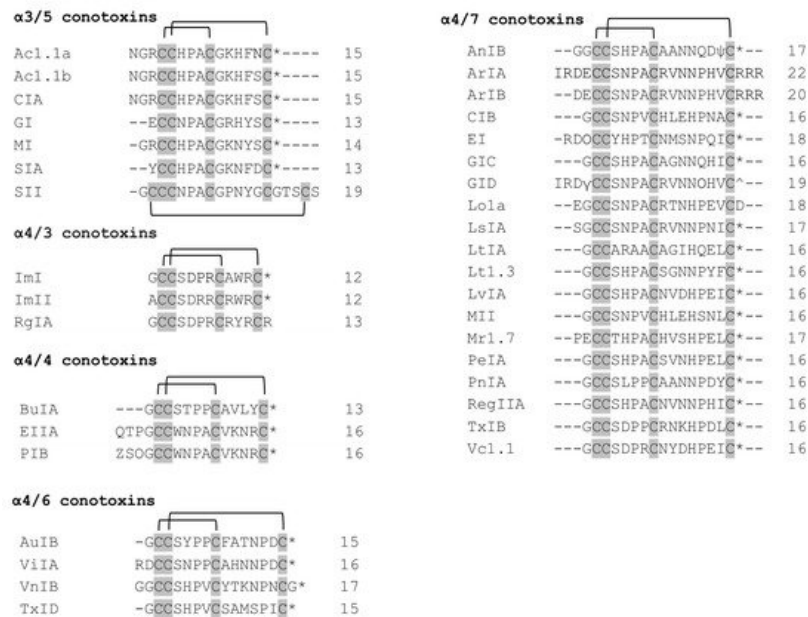 α3/5 conotoxins
Ac1.1a NGRCCHPACGKHFNC*---- 15
Ac1.1b NGRCCHPACGKHFSC*---- 15
CIA NGRCCHPACGKHFSC*---- 15
GI --ECCNPACGRHYSC*---- 13
MI -GRCCHPACGKNYSC*---- 14
SIA --YCCHPACGKNFDC*---- 13
SII -GCCCNPACGPNYGCGTSCS 19
α4/3 conotoxins
ImI GCCSDPRCAWRC* 12
ImII ACCSDRRCRWRC* 12
RgIA GCCSDPRCRYRCR 13
α4/4 conotoxins
BuIA ---GCCSTPPCAVLYC* 13
EIIA QTPGCCWNPACVKNRC* 16
PIB ZSOGCCWNPACVKNRC* 16
α4/6 conotoxins
AuIB -GCCSYPPCFATNPDC* 15
ViIA RDCCSNPPCAHNNPDC* 16
VnIB GGCCSHPVCYTKNPNCG* 17
TxID -GCCSHPVCSAMSPIC* 15
α4/7 conotoxins
AnIB --GGCCSHPACAANNQDψC*-- 17
ArIA IRDECCSNPACRVNNPHVCRRR 22
ArIB --DECCSNPACRVNNPHVCRRR 20
CIB ---GCCSNPVCHLEHPNAC*-- 16
EI -RDOCCYHPTCNMSNPQIC*-- 18
GIC ---GCCSHPACAGNNQHIC*-- 16
GID IRDγCCSNPACRVNNOHVC^-- 19
Lo1a --EGCCSNPACRTNHPEVCD 18
LsIA --SGCCSNPACRVNNPNIC*-- 17
LtIA ---GCCARAACAGIHQELC*-- 16
Lt1.3 ---GCCSHPACSGNNPYFC*-- 16
LvIA ---GCCSHPACNVDHPEIC*-- 16
MII ---GCCSNPVCHLEHSNLC*-- 16
Mr1.7 --PECCTHPACHVSHPELC*-- 17
PeIA ---GCCSHPACSVNHPELC*-- 16
PnIA ---GCCSLPPCAANNPDYC*-- 16
RegIIA ---GCCSHPACNVNNPHIC*-- 16
TxIB ---GCCSDPPCRNKHPDLC*-- 16
Vc1.1 ---GCCSDPRCNYDHPEIC*-- 16